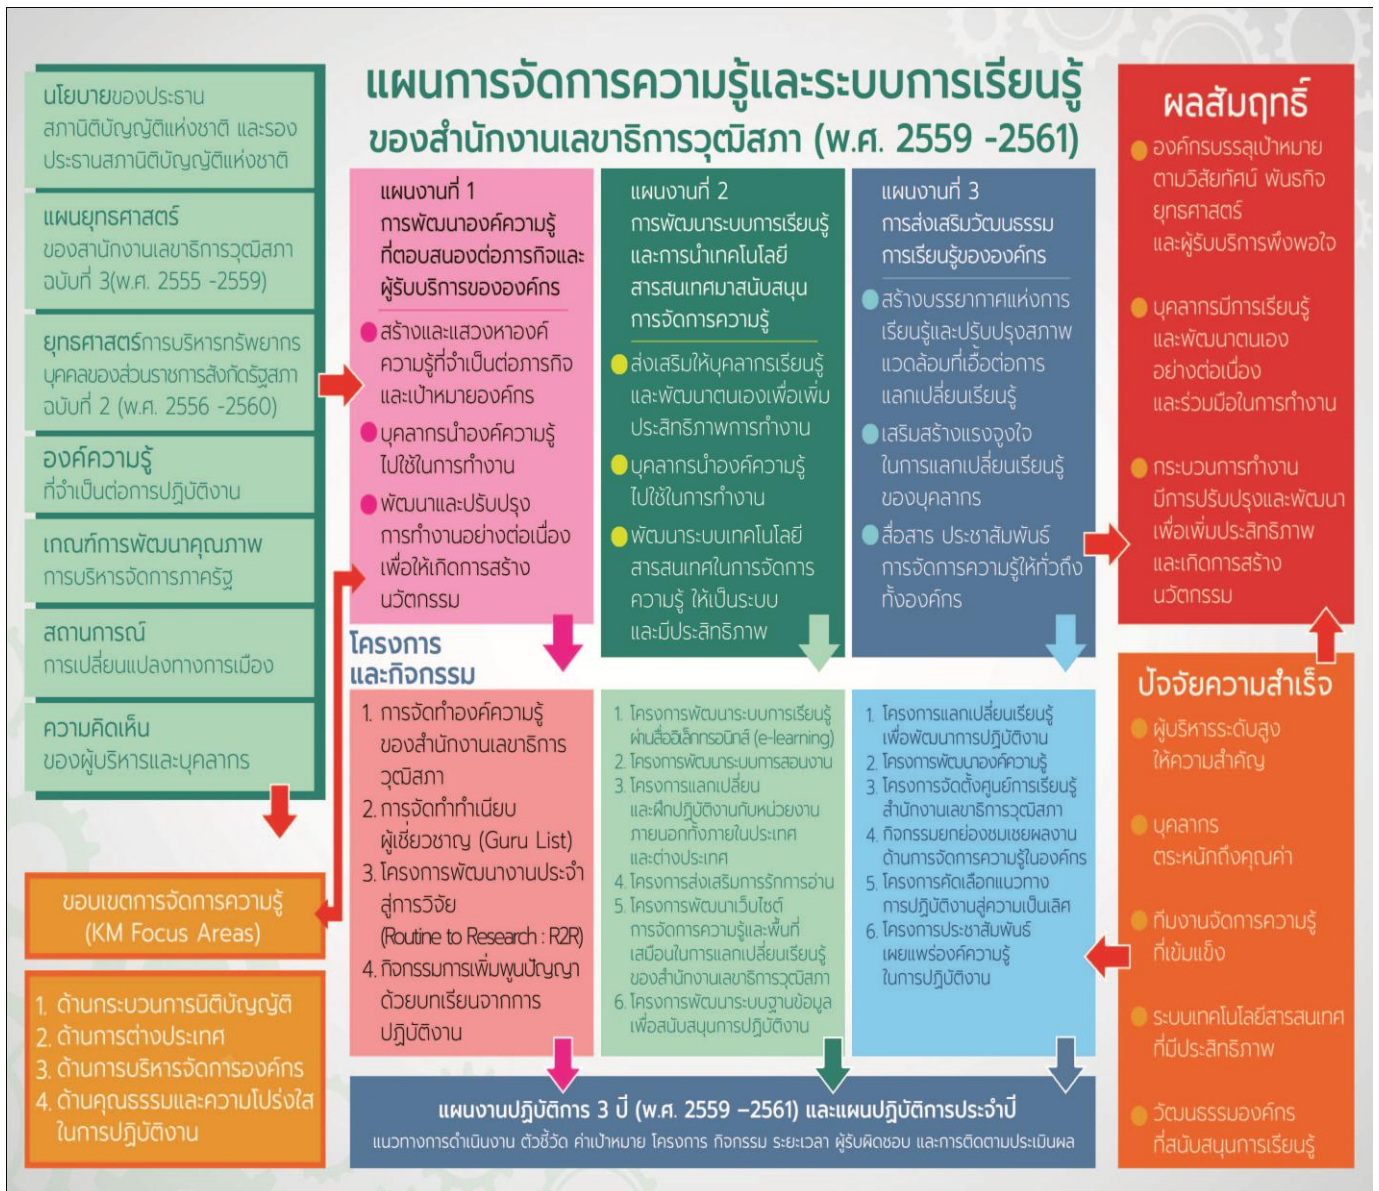 แผนการจัดการความรู้และระบบการเรียนรู้
ของสำนักงานเลขาธิการวุฒิสภา (พ.ศ. 2559 -2561)
นโยบายของประธาน
สภานิติบัญญัติแห่งชาติ และรอง
ประธานสภานิติบัญญัติแห่งชาติ
แผนยุทธศาสตร์
ของสานักงานเลขาธิการวุฒิสภา
ฉบับที่ 3(พ.ศ. 2555 -2559)
ยุทธศาสตร์การบริหารทรัพยากร
บุคคลของส่วนราชการสังกัดรัฐสภา
ฉบับที่ 2 (พ.ศ. 2556 -2560)
องค์ความรู้
ที่จำเป็นต่อการปฏิบัติงาน
เกณฑ์การพัฒนาคุณภาพ
การบริหารจัดการภาครัฐ
สถานการณ์
การเปลี่ยนแปลงทางการเมือง
ความคิดเห็น
ของผู้บริหารและบุคลากร
ขอบเขตการจัดการความรู้
(KM Focus Areas)
1. ด้านกระบวนการนิติบัญญัติ
2. ด้านการต่างประเทศ
3. ด้านการบริหารจัดการองค์กร
4. ด้านคุณธรรมและความโปร่งใส
ในการปฏิบัติงาน
แผนงานที่ 1
การพัฒนาองค์ความรู้
ที่ตอบสนองต่อภารกิจและ
ผู้รับบริการขององค์กร
สร้างและแสวงหาองค์
ความรู้ที่จำเป็นต่อภารกิจ
และเป้าหมายองค์กร
บุคลากรนำองค์ความรู้
ไปใช้ในการทำงาน
พัฒนาและปรับปรุง
การทำงานอย่างต่อเนื่อง
เพื่อให้เกิดการสร้าง
นวัตกรรม
แผนงานที่ 2
การพัฒนาระบบการเรียนรู้
และการนำเทคโนโลยี
สารสนเทศมาสนับสนุน
การจัดการความรู้
ส่งเสริมให้บุคลากรเรียนรู้
และพัฒนาตนเองเพื่อเพิ่ม
ประสิทธิภาพการทำงาน
บุคลากรนำองค์ความรู้
ไปใช้ในการทำงาน
พัฒนาระบบเทคโนโลยี
สารสนเทศในการจัดการ
ความรู้ ให้เป็นระบบ
และมีประสิทธิภาพ
แผนงานที่ 3
การส่งเสริมวัฒนธรรม
การเรียนรู้ขององค์กร
สร้างบรรยากาศแห่งการ
เรียนรู้และปรับปรุงสภาพ
แวดล้อมที่เอื้อต่อการ
แลกเปลี่ยนเรียนรู้
เสริมสร้างแรงจูงใจ
ในการแลกเปลี่ยนเรียนรู้
ของบุคลากร
สื่อสาร ประชาสัมพันธ์
การจัดการความรู้ให้ทั่วถึง
ทั้งองค์กร
โครงการ
และกิจกรรม
1. การจัดทำองค์ความรู้
ของสำนักงานเลขาธิการ
วุฒิสภา
2. การจัดทำทำเนียบ
ผู้เชี่ยวชาญ (Guru List)
3. โครงการพัฒนางานประจำ
สู่การวิจัย
(Routine to Research : R2R)
4. กิจกรรมการเพิ่มพูนปัญญา
ด้วยบทเรียนจากการ
ปฏิบัติงาน
1. โครงการพัฒนาระบบการเรียนรู้
ผ่านสื่ออิเล็กทรอนิกส์ (e-learning)
2. โครงการพัฒนาระบบการสอนงาน
3. โครงการแลกเปลี่ยน
และฝึกปฏิบัติงานกับหน่วยงาน
ภายนอกทั้งภายในประเทศ
และต่างประเทศ
4. โครงการส่งเสริมการรักการอ่าน
5. โครงการพัฒนาเว็บไซต์
การจัดการความรู้และพื้นที่
เสมือนในการแลกเปลี่ยนเรียนรู้
ของสำนักงานเลขาธิการวุฒิสภา
6. โครงการพัฒนาระบบฐานข้อมูล
เพื่อสนับสนุนการปฏิบัติงาน
1. โครงการแลกเปลี่ยนเรียนรู้
เพื่อพัฒนาการปฏิบัติงาน
2. โครงการพัฒนาองค์ความรู้
3. โครงการจัดตั้งศูนย์การเรียนรู้
สำนักงานเลขาธิการวุฒิสภา
4. กิจกรรมยกย่องชมเชยผลงาน
ด้านการจัดการความรู้ในองค์กร
5. โครงการคัดเลือกแนวทาง
การปฏิบัติงานสู่ความเป็นเลิศ
6. โครงการประชาสัมพันธ์
เผยแพร่องค์ความรู้
ในการปฏิบัติงาน
แผนงานปฏิบัติการ 3 ปี (พ.ศ. 2559 –2561) และแผนปฏิบัติการประจำปี
แนวทางการดำเนินงาน ตัวชี้วัด ค่าเป้าหมาย โครงการ กิจกรรม ระยะเวลา ผู้รับผิดชอบ และการติดตามประเมินผล
ผลสัมฤทธิ์
องค์กรบรรลุเป้าหมาย
ตามวิสัยทัศน์ พันธกิจ
ยุทธศาสตร์
และผู้รับบริการพึงพอใจ
บุคลากรมีการเรียนรู้
และพัฒนาตนเอง
อย่างต่อเนื่อง
และร่วมมือในการทำงาน
กระบวนการทำงาน
มีการปรับปรุงและพัฒนา
เพื่อเพิ่มประสิทธิภาพ
และเกิดการสร้าง
นวัตกรรม
ปัจจัยความสำเร็จ
ผู้บริหารระดับสูง
ให้ความสำคัญ
บุคลากร
ตระหนักถึงคุณค่า
ทีมงานจัดการความรู้
ที่เข้มแข็ง
ระบบเทคโนโลยีสารสนเทศ
ที่มีประสิทธิภาพ
วัฒนธรรมองค์กร
ที่สนับสนุนการเรียนรู้